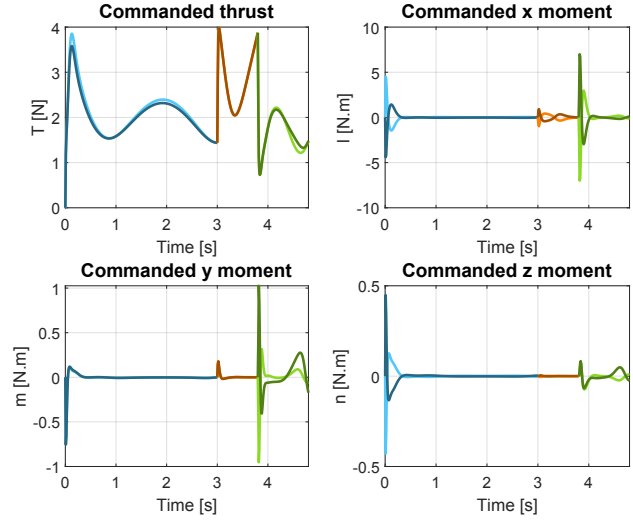 Commanded thrust
4
3
2
1
0
T [N]
0 1 2 3 4
Time [s]
Commanded x moment
10
5
0
-5
-10
l [N.m]
0 1 2 3 4
Time [s]
Commanded y moment
1
0.5
0
-0.5
-1
m [N.m]
0 1 2 3 4
Time [s]
Commanded z moment
0.5
0
-0.5
n [N.m]
0 1 2 3 4
Time [s]